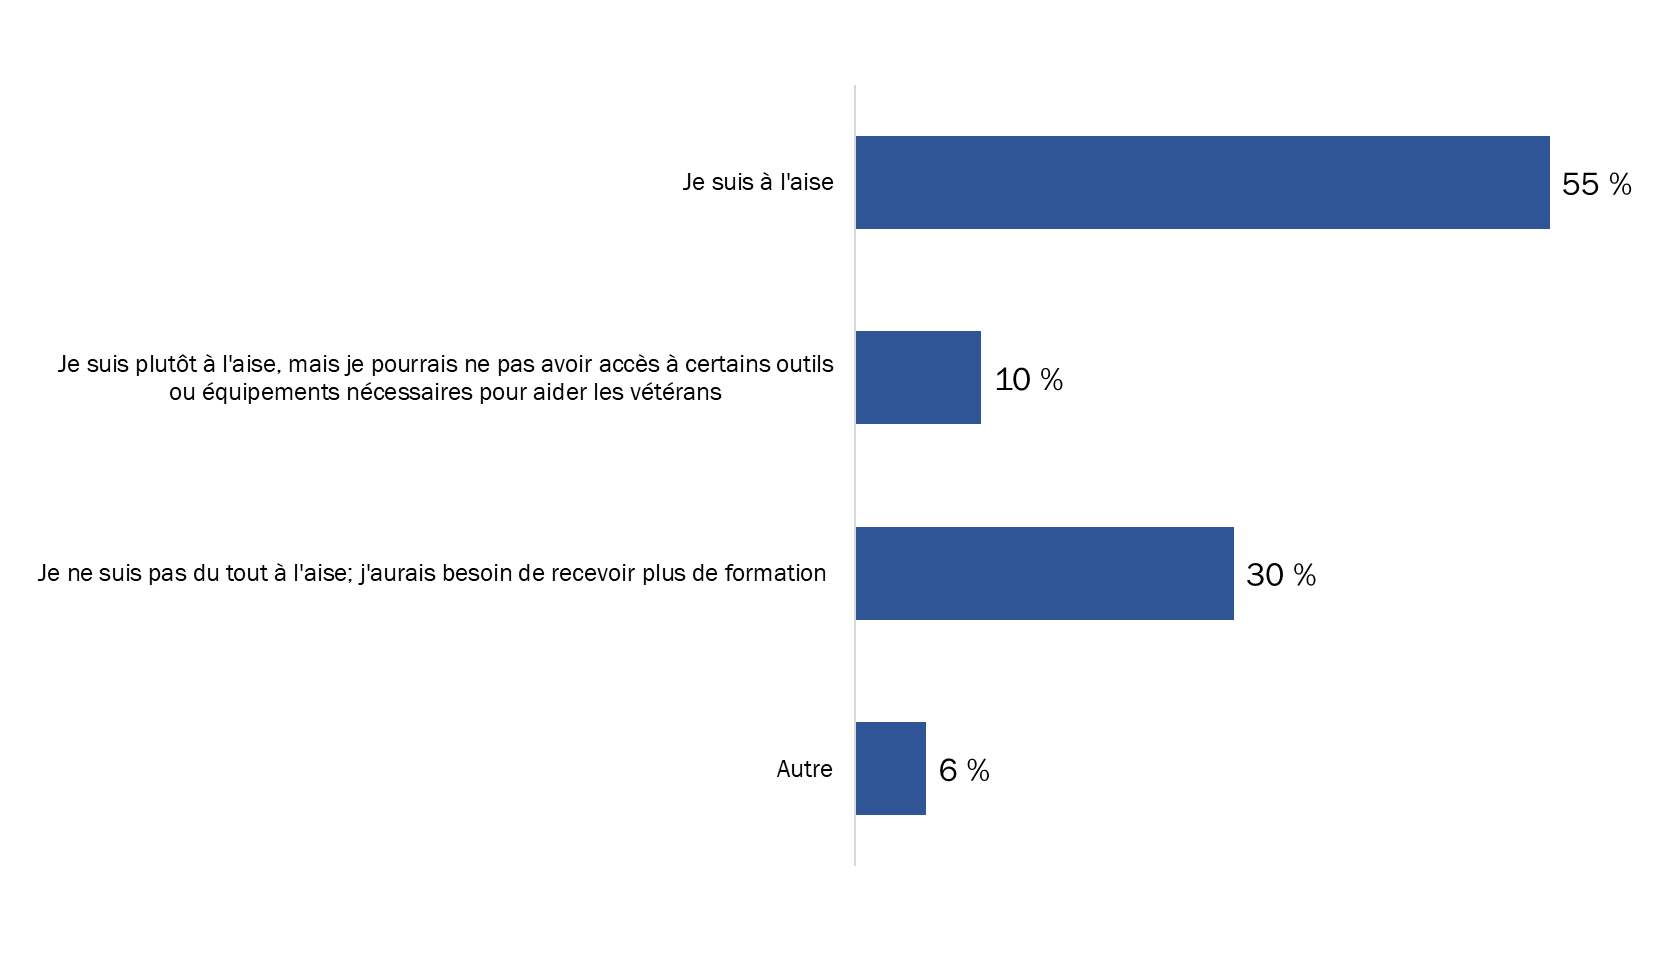 Je suis à l'aise
55 %
Je suis plutôt à l'aise, mais je pourrais ne pas avoir accès à certains outils
ou équipements nécessaires pour aider les vétérans
10 %
Je ne suis pas du tout à l'aise; j'aurais besoin de recevoir plus de formation
30 %
Autre
6 %